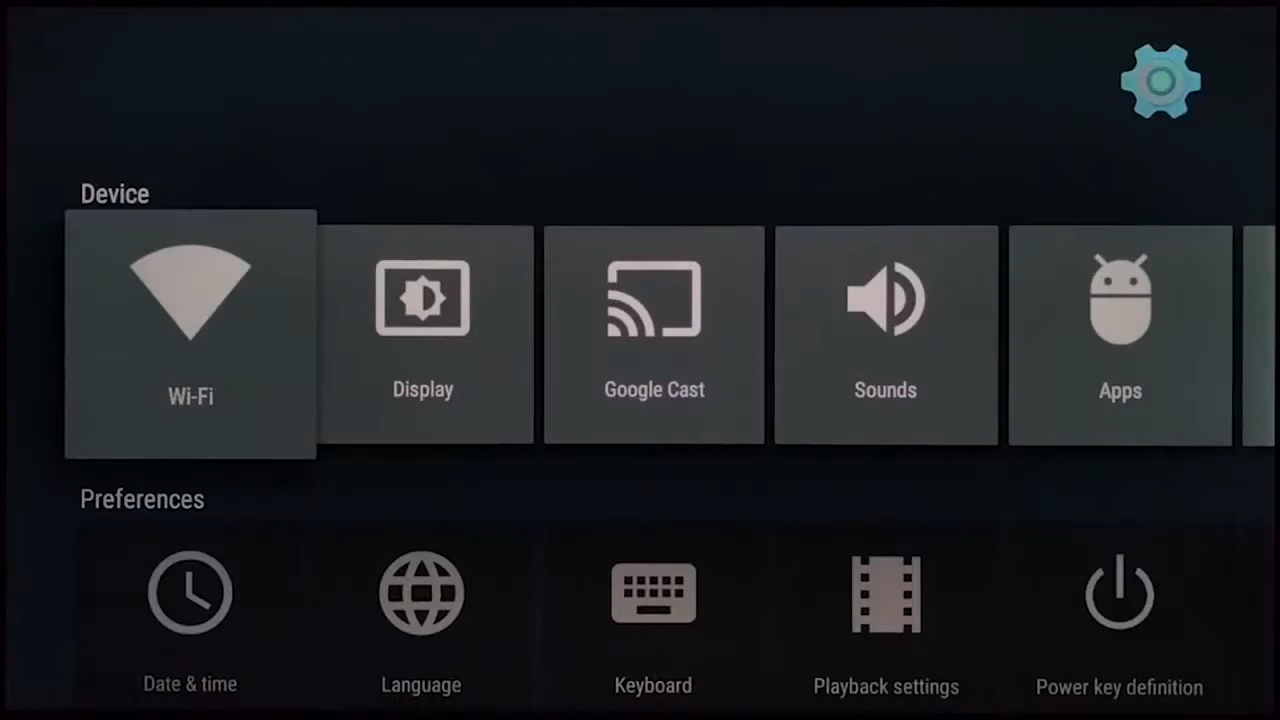 Device
Wi-Fi
Display
Google Cast
Sounds
Apps
Preferences
Date & time
Language
Keyboard
Playback settings
Power key definition